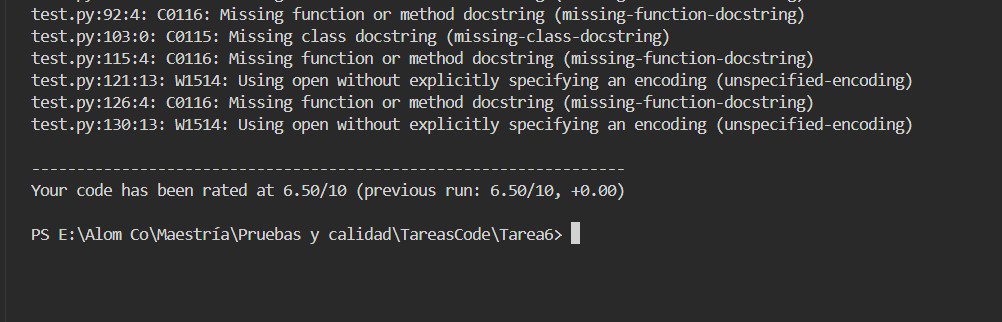 test.py:92:4: C0116: Missing function or method docstring (missing-function-docstring)
test.py:103:0: C0115: Missing class docstring (missing-class-docstring)
test.py:115:4: C0116: Missing function or method docstring (missing-function-docstring)
test.py:121:13: W1514: Using open without explicitly specifying an encoding (unspecified-encoding)
test.py:126:4: C0116: Missing function or method docstring (missing-function-docstring)
test.py:130:13: W1514: Using open without explicitly specifying an encoding (unspecified-encoding)
------------------------------------------------------------------
Your code has been rated at 6.50/10 (previous run: 6.50/10, +0.00)
PS E:\Alom Co\Maestría\Pruebas y calidad\TareasCode\Tarea6>